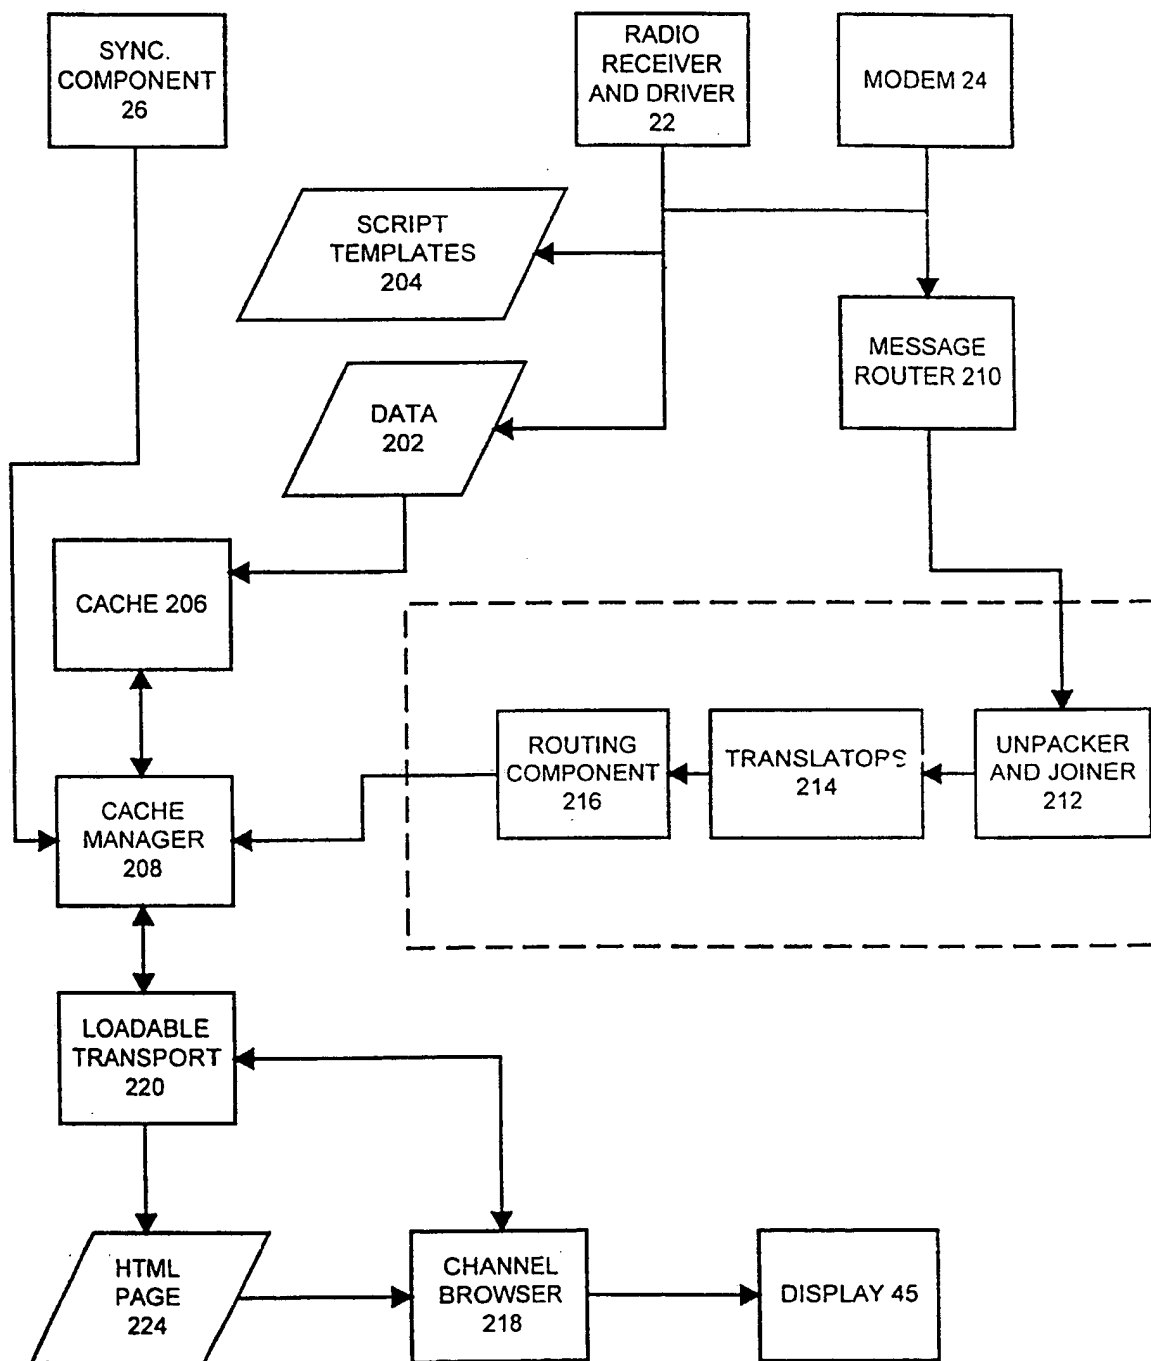 SYNC.
COMPONENT
26
RADIO
RECEIVER
AND DRIVER
22
MODEM 24
SCRIPT
TEMPLATES
204
MESSAGE
ROUTER 210
DATA
202
CACHE 206
ROUTING
COMPONENT
216
TRANSLATOPS
214
UNPACKER
AND JOINER
212
CACHE
MANAGER
208
LOADABLE
TRANSPORT
220
HTML
PAGE
224
CHANNEL
BROWSER
218
DISPLAY 45